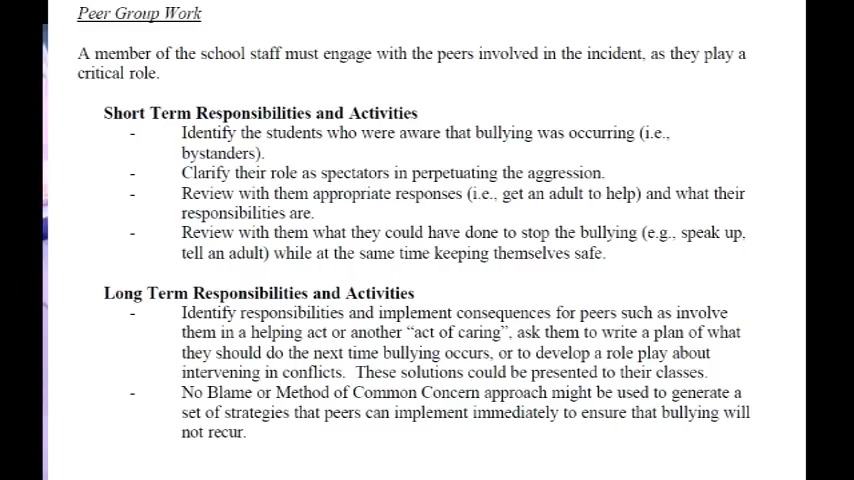 Peer Group Work
A member of the school staff must engage with the peers involved in the incident, as they play a
critical role.
Short Term Responsibilities and Activities
- Identify the students who were aware that bullying was occurring (i.e.,
bystanders).
- Clarify their role as spectators in perpetuating the aggression.
- Review with them appropriate responses (i.e., get an adult to help) and what their
responsibilities are.
- Review with them what they could have done to stop the bullying (e.g., speak up,
tell an adult) while at the same time keeping themselves safe.
Long Term Responsibilities and Activities
- Identify responsibilities and implement consequences for peers such as involve
them in a helping act or another “act of caring”, ask them to write a plan of what
they should do the next time bullying occurs, or to develop a role play about
intervening in conflicts. These solutions could be presented to their classes.
- No Blame or Method of Common Concern approach might be used to generate a
set of strategies that peers can implement immediately to ensure that bullying will
not recur.